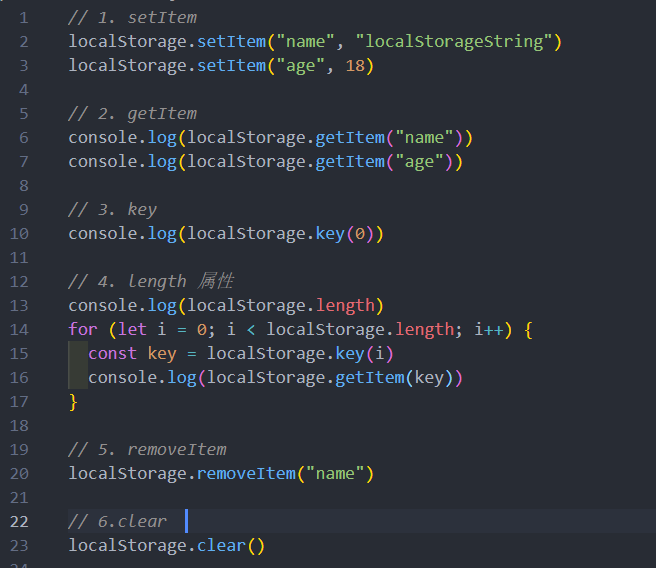 1 // 1. setItem
2 localStorage.setItem("name", "localStorageString")
3 localStorage.setItem("age", 18)
4
5 // 2. getItem
6 console.log(localStorage.getItem("name"))
7 console.log(localStorage.getItem("age"))
8
9 // 3. key
10 console.log(localStorage.key(0))
11
12 // 4. length 属性
13 console.log(localStorage.length)
14 for (let i = 0; i < localStorage.length; i++) {
15   const key = localStorage.key(i)
16   console.log(localStorage.getItem(key))
17 }
18
19 // 5. removeItem
20 localStorage.removeItem("name")
21
22 // 6.clear
23 localStorage.clear()